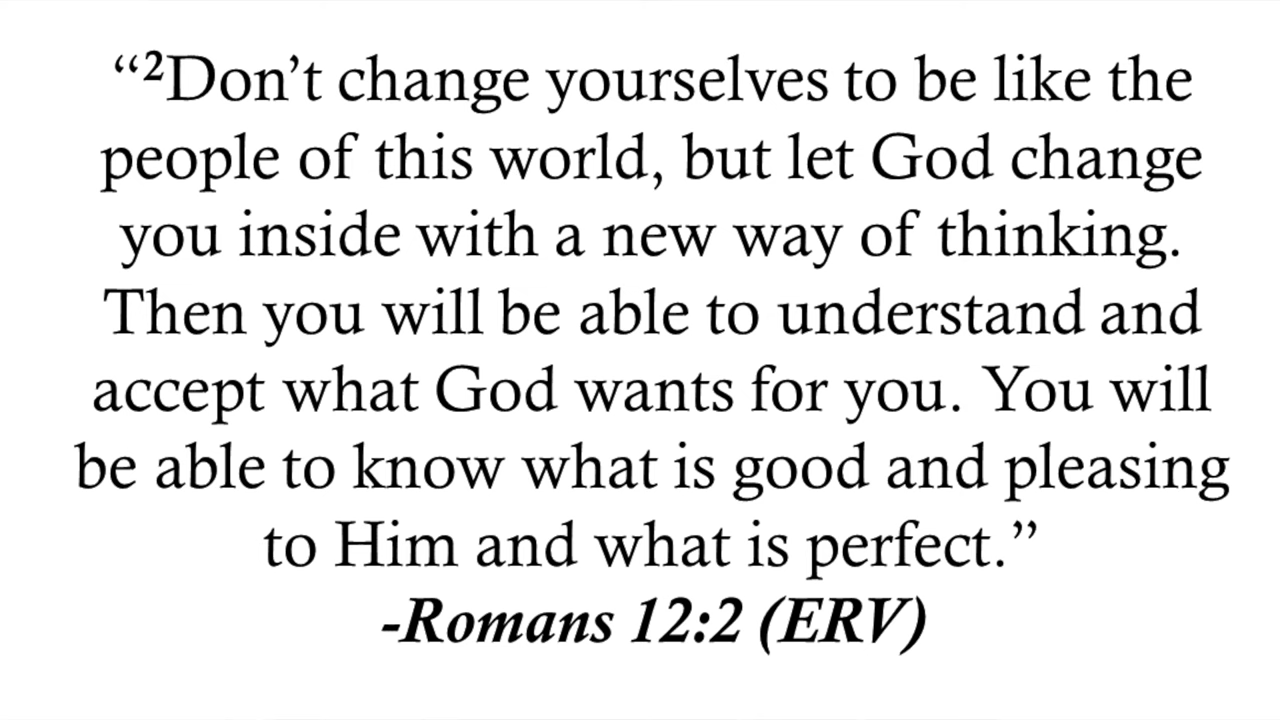 “²Don’t change yourselves to be like the
people of this world, but let God change
you inside with a new way of thinking.
Then you will be able to understand and
accept what God wants for you. You will
be able to know what is good and pleasing
to Him and what is perfect.”
-Romans 12:2 (ERV)